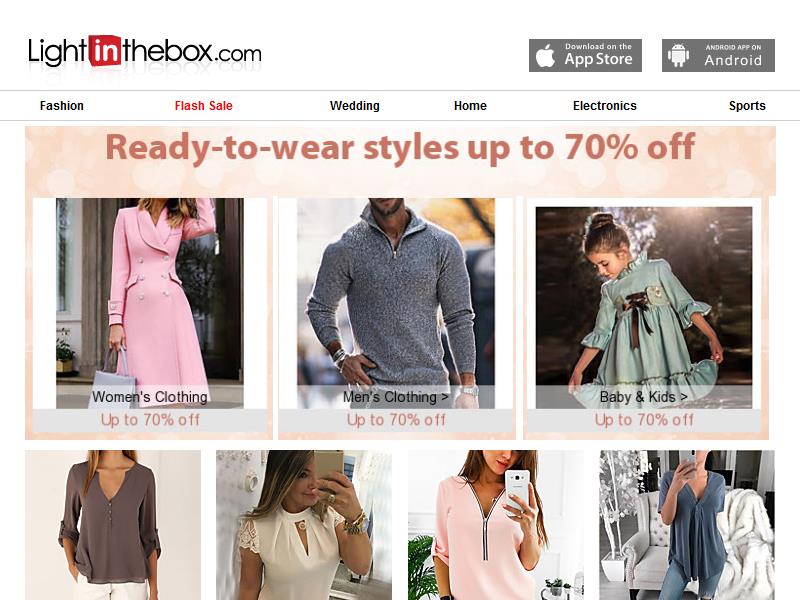 Lightinthebox.com
Download on the
App Store
ANDROID APP ON
Android
Fashion
Flash Sale
Wedding
Home
Electronics
Sports
Ready-to-wear styles up to 70% off
Women's Clothing
Men's Clothing >
Baby & Kids >
Up to 70% off
Up to 70% off
Up to 70% off